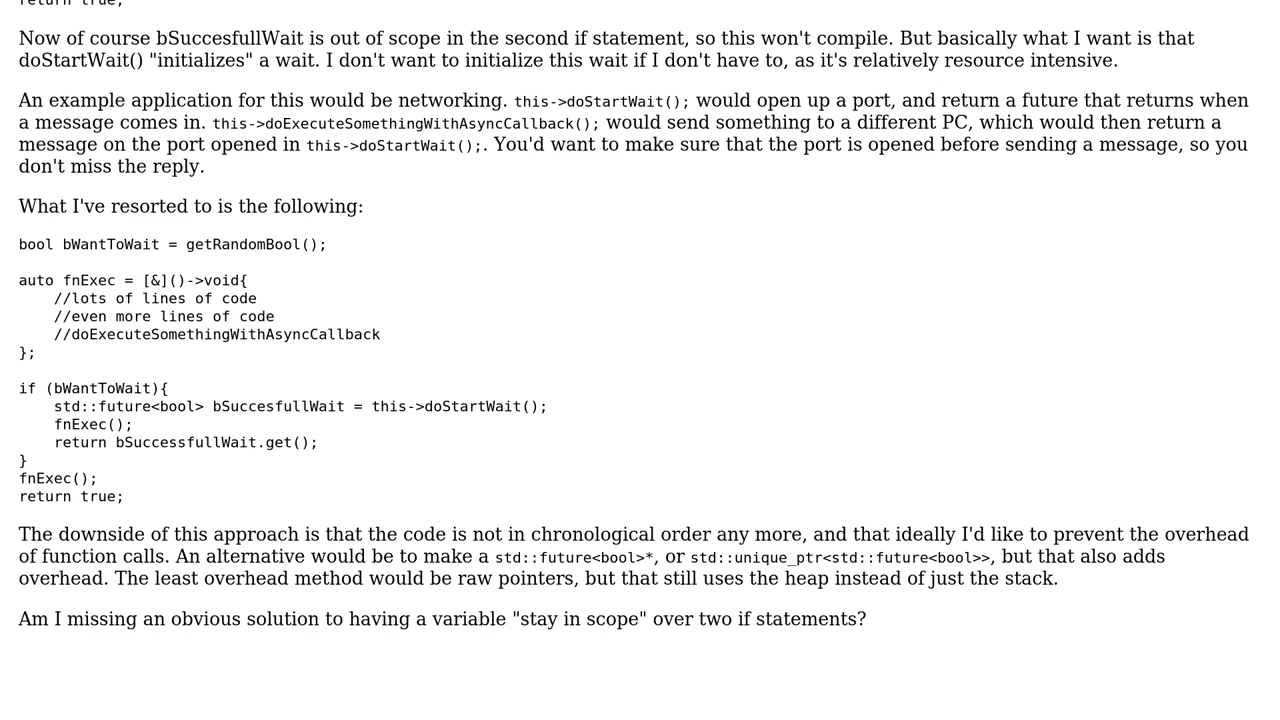 return true;
Now of course bSuccesfullWait is out of scope in the second if statement, so this won't compile. But basically what I want is that
doStartWait() "initializes" a wait. I don't want to initialize this wait if I don't have to, as it's relatively resource intensive.
An example application for this would be networking. this->doStartWait(); would open up a port, and return a future that returns when
a message comes in. this->doExecuteSomethingWithAsyncCallback(); would send something to a different PC, which would then return a
message on the port opened in this->doStartWait();. You'd want to make sure that the port is opened before sending a message, so you
don't miss the reply.
What I've resorted to is the following:
bool bWantToWait = getRandomBool();
auto fnExec = [&]()->void{
    //lots of lines of code
    //even more lines of code
    //doExecuteSomethingWithAsyncCallback
};
if (bWantToWait){
    std::future<bool> bSuccesfullWait = this->doStartWait();
    fnExec();
    return bSuccessfullWait.get();
}
fnExec();
return true;
The downside of this approach is that the code is not in chronological order any more, and that ideally I'd like to prevent the overhead
of function calls. An alternative would be to make a std::future<bool>*, or std::unique_ptr<std::future<bool>>, but that also adds
overhead. The least overhead method would be raw pointers, but that still uses the heap instead of just the stack.
Am I missing an obvious solution to having a variable "stay in scope" over two if statements?